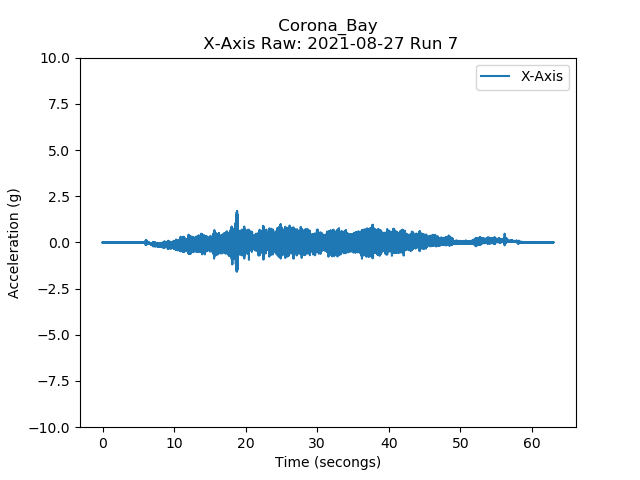 Corona_Bay
X-Axis Raw: 2021-08-27 Run 7
X-Axis
10.0
7.5
5.0
2.5
0.0
−2.5
−5.0
−7.5
−10.0
Acceleration (g)
0 10 20 30 40 50 60
Time (secongs)